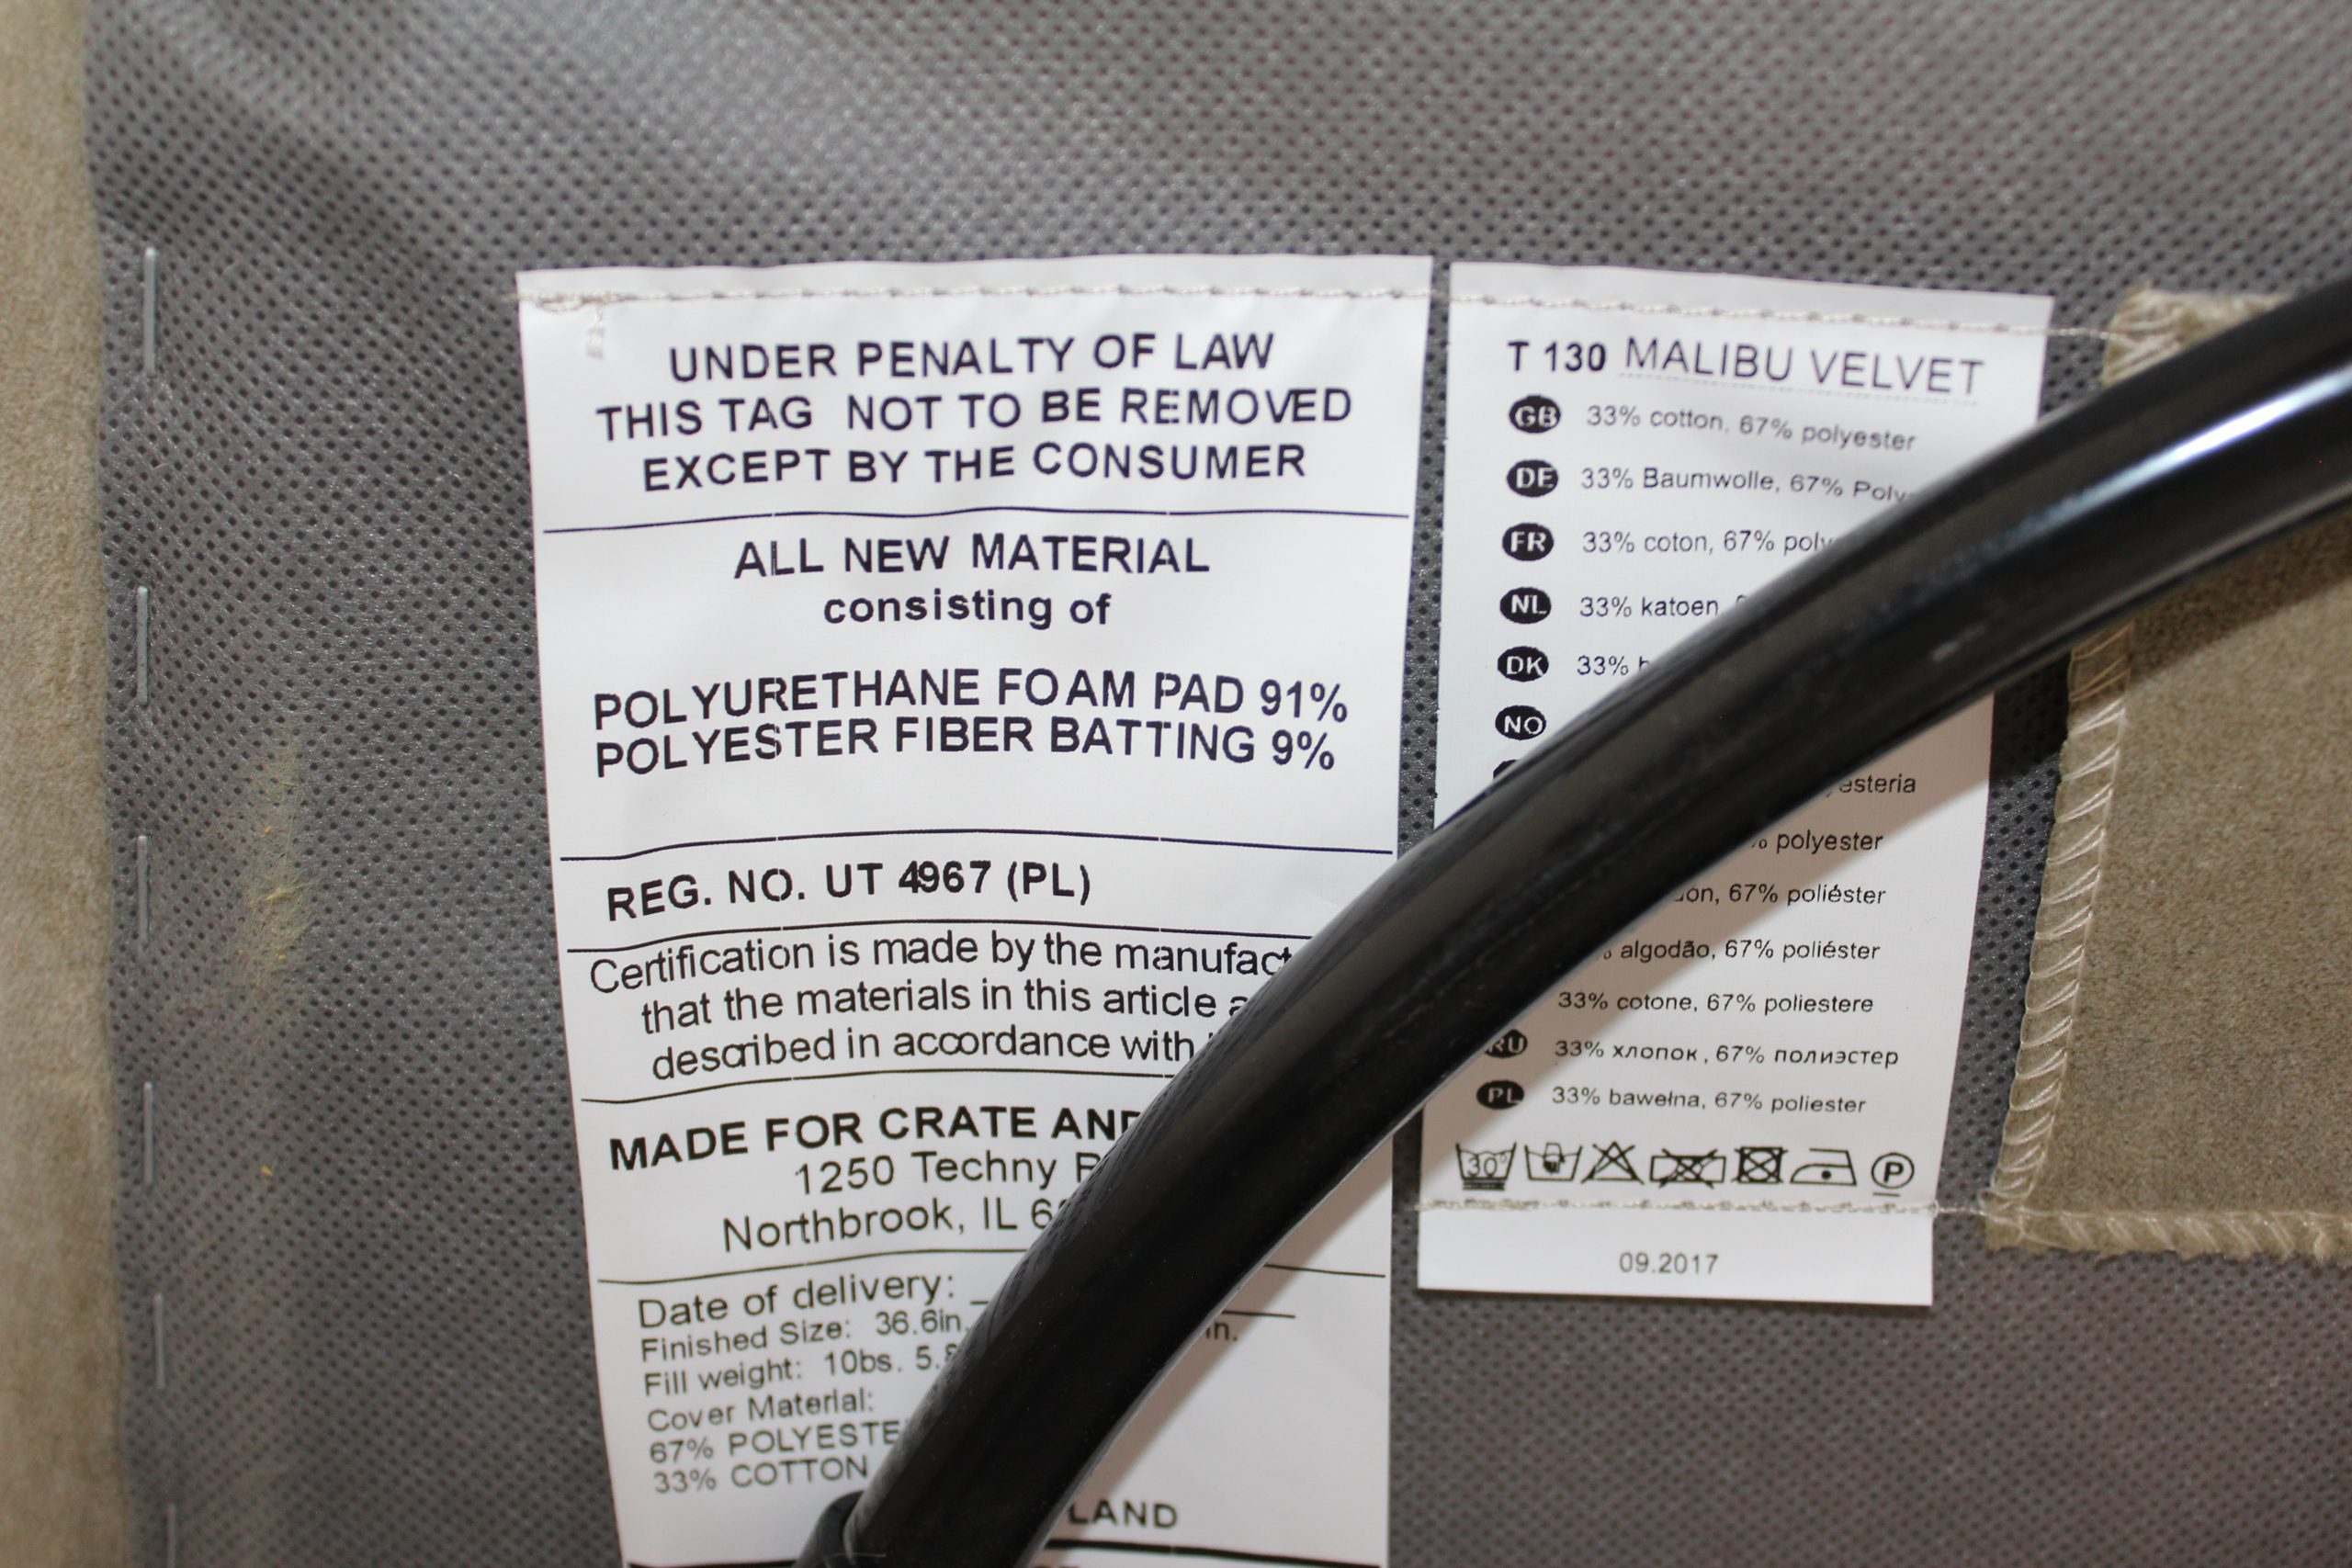 UNDER PENALTY OF LAW
THIS TAG NOT TO BE REMOVED
EXCEPT BY THE CONSUMER
ALL NEW MATERIAL
consisting of
POLYURETHANE FOAM PAD 91%
POLYESTER FIBER BATTING 9%
REG. NO. UT 4967 (PL)
Certification is made by the
that the materials in this article
described in accordance with
MADE FOR CRATE
1250 Techny
Northbrook, IL
Date of delivery:
Finished Size: 36.6in. in.
Fill weight: 10bs.
Cover Material:
67%
33% COTTON
T 130 MALIBU VELVET
GB 33% cotton, 67% polyester
DE 33% Baumwolle, 67%
FR 33% coton, 67%
NL 33% katoen
DK 33%
NO
polyester
67% poliéster
algodão, 67% poliéster
33% cotone, 67% poliestere
RU 33% хлопок, 67% полиэстер
PL 33% bawełna, 67% poliester
30°
P
09.2017